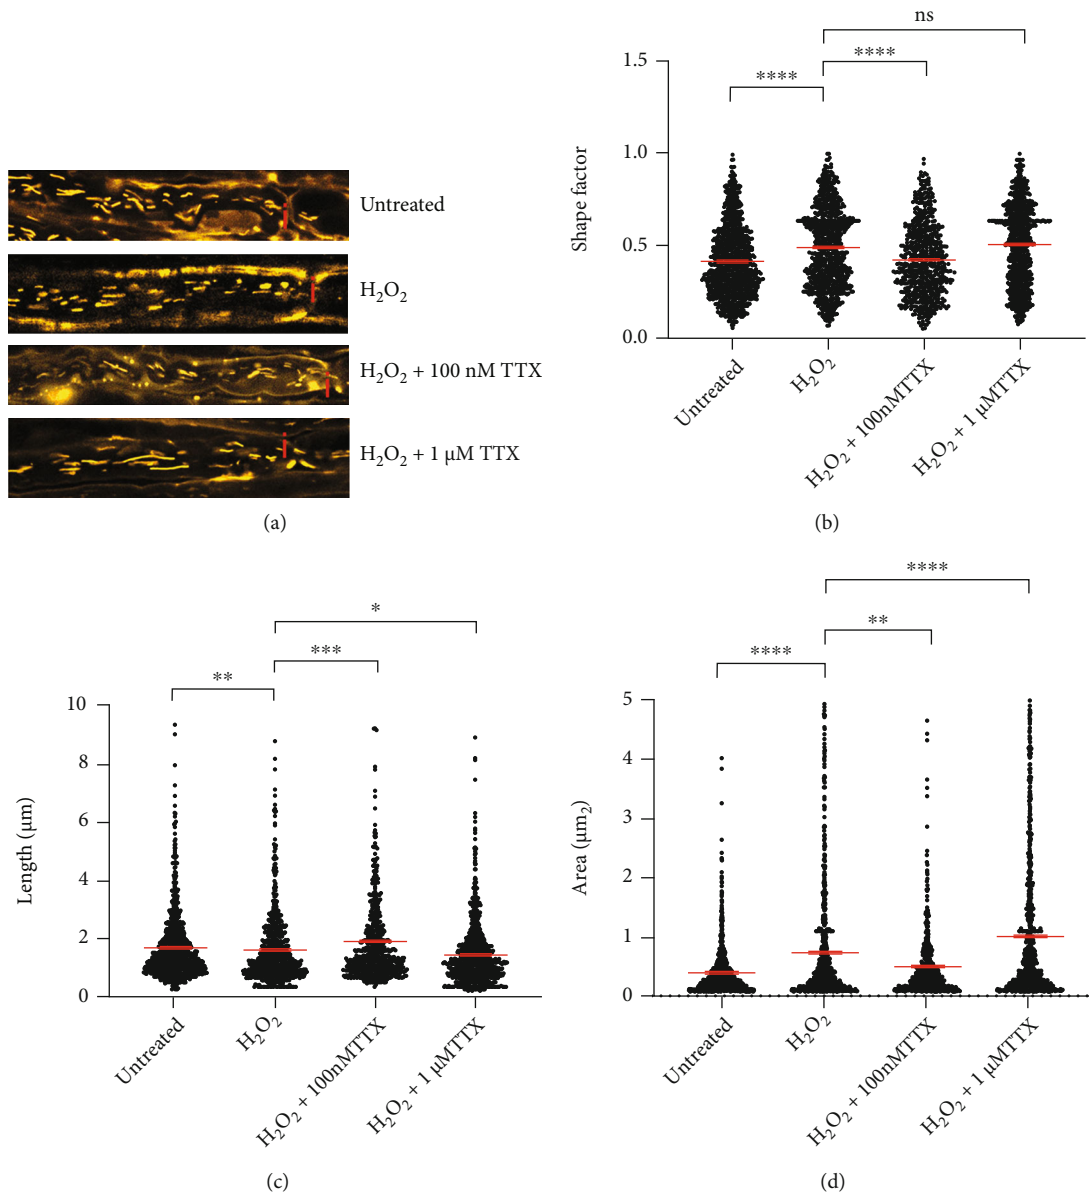 Untreated
H₂O₂
H₂O₂ + 100 nM TTX
H₂O₂ + 1 μM TTX
(a)
ns
****
****
1.5
1.0
0.5
0.0
Shape factor
Untreated
H₂O₂
H₂O₂ + 100nMTTX
H₂O₂ + 1 μMTTX
(b)
*
***
**
10
8
6
4
2
0
Length (μm)
Untreated
H₂O₂
H₂O₂ + 100nMTTX
H₂O₂ + 1 μMTTX
(c)
****
**
****
5
4
3
2
1
0
Area (μm₂)
Untreated
H₂O₂
H₂O₂ + 100nMTTX
H₂O₂ + 1 μMTTX
(d)